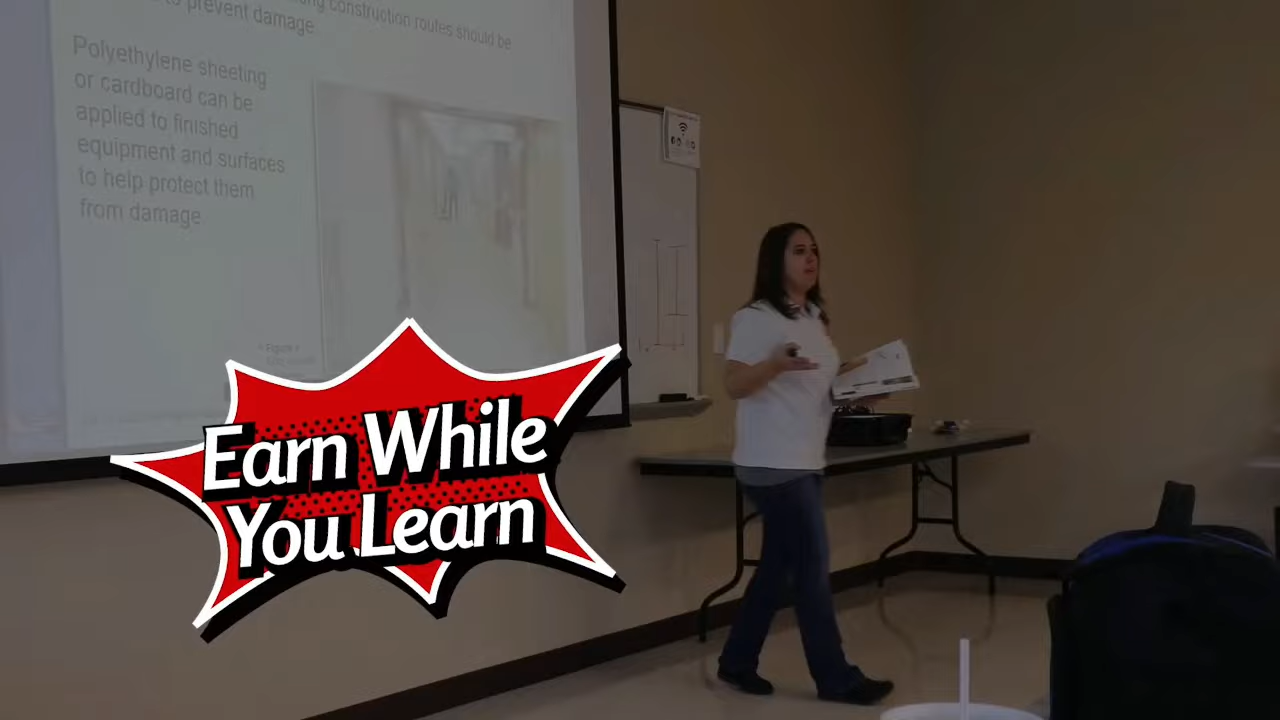 construction routes should be
to prevent damage.
Polyethylene sheeting
or cardboard can be
applied to finished
equipment and surfaces
to help protect them
from damage.
Earn While
You Learn